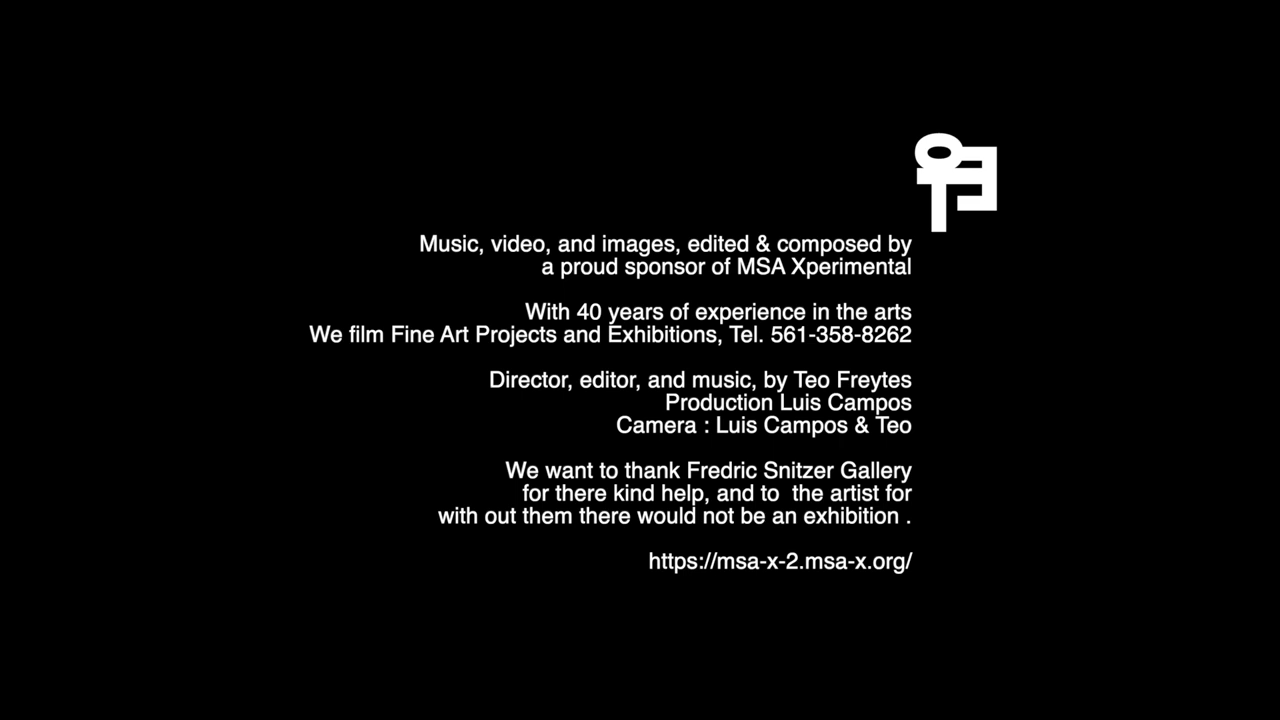 Music, video, and images, edited & composed by
a proud sponsor of MSA Xperimental
With 40 years of experience in the arts
We film Fine Art Projects and Exhibitions, Tel. 561-358-8262
Director, editor, and music, by Teo Freytes
Production Luis Campos
Camera : Luis Campos & Teo
We want to thank Fredric Snitzer Gallery
for there kind help, and to  the artist for
with out them there would not be an exhibition .
https://msa-x-2.msa-x.org/